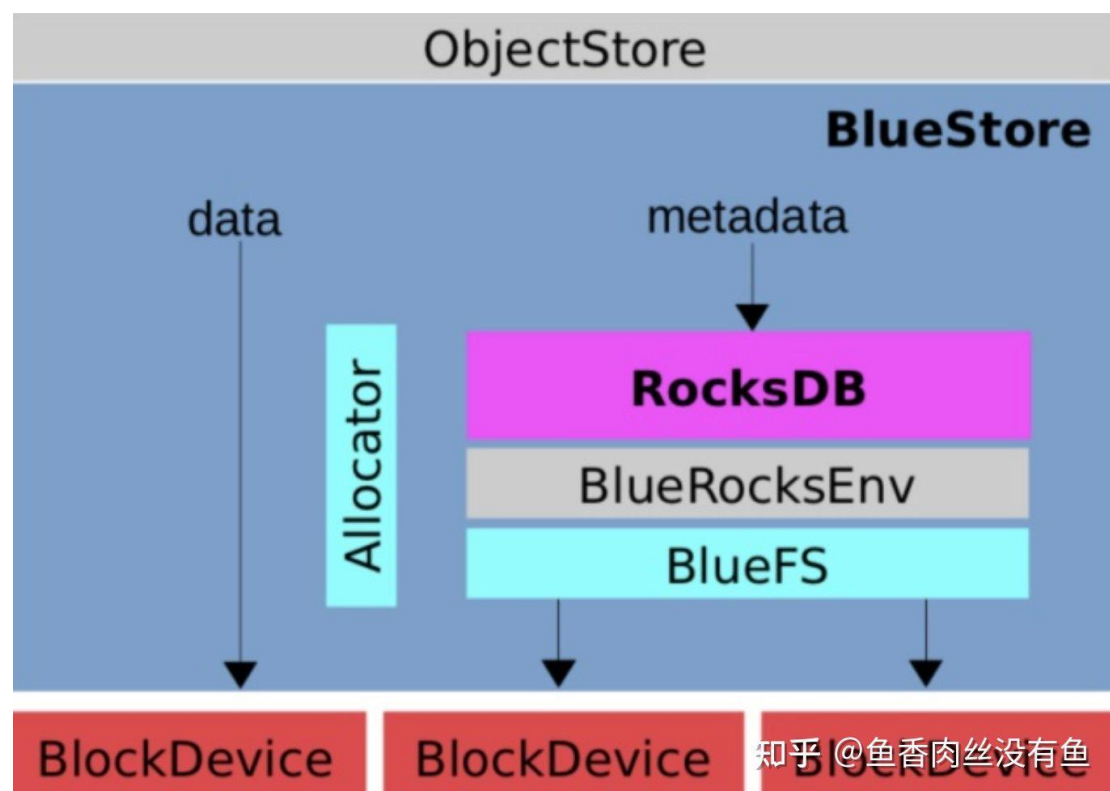 ObjectStore
BlueStore
data
metadata
Allocator
RocksDB
BlueRocksEnv
BlueFS
BlockDevice
BlockDevice
BlockDevice
知乎 @鱼香肉丝没有鱼